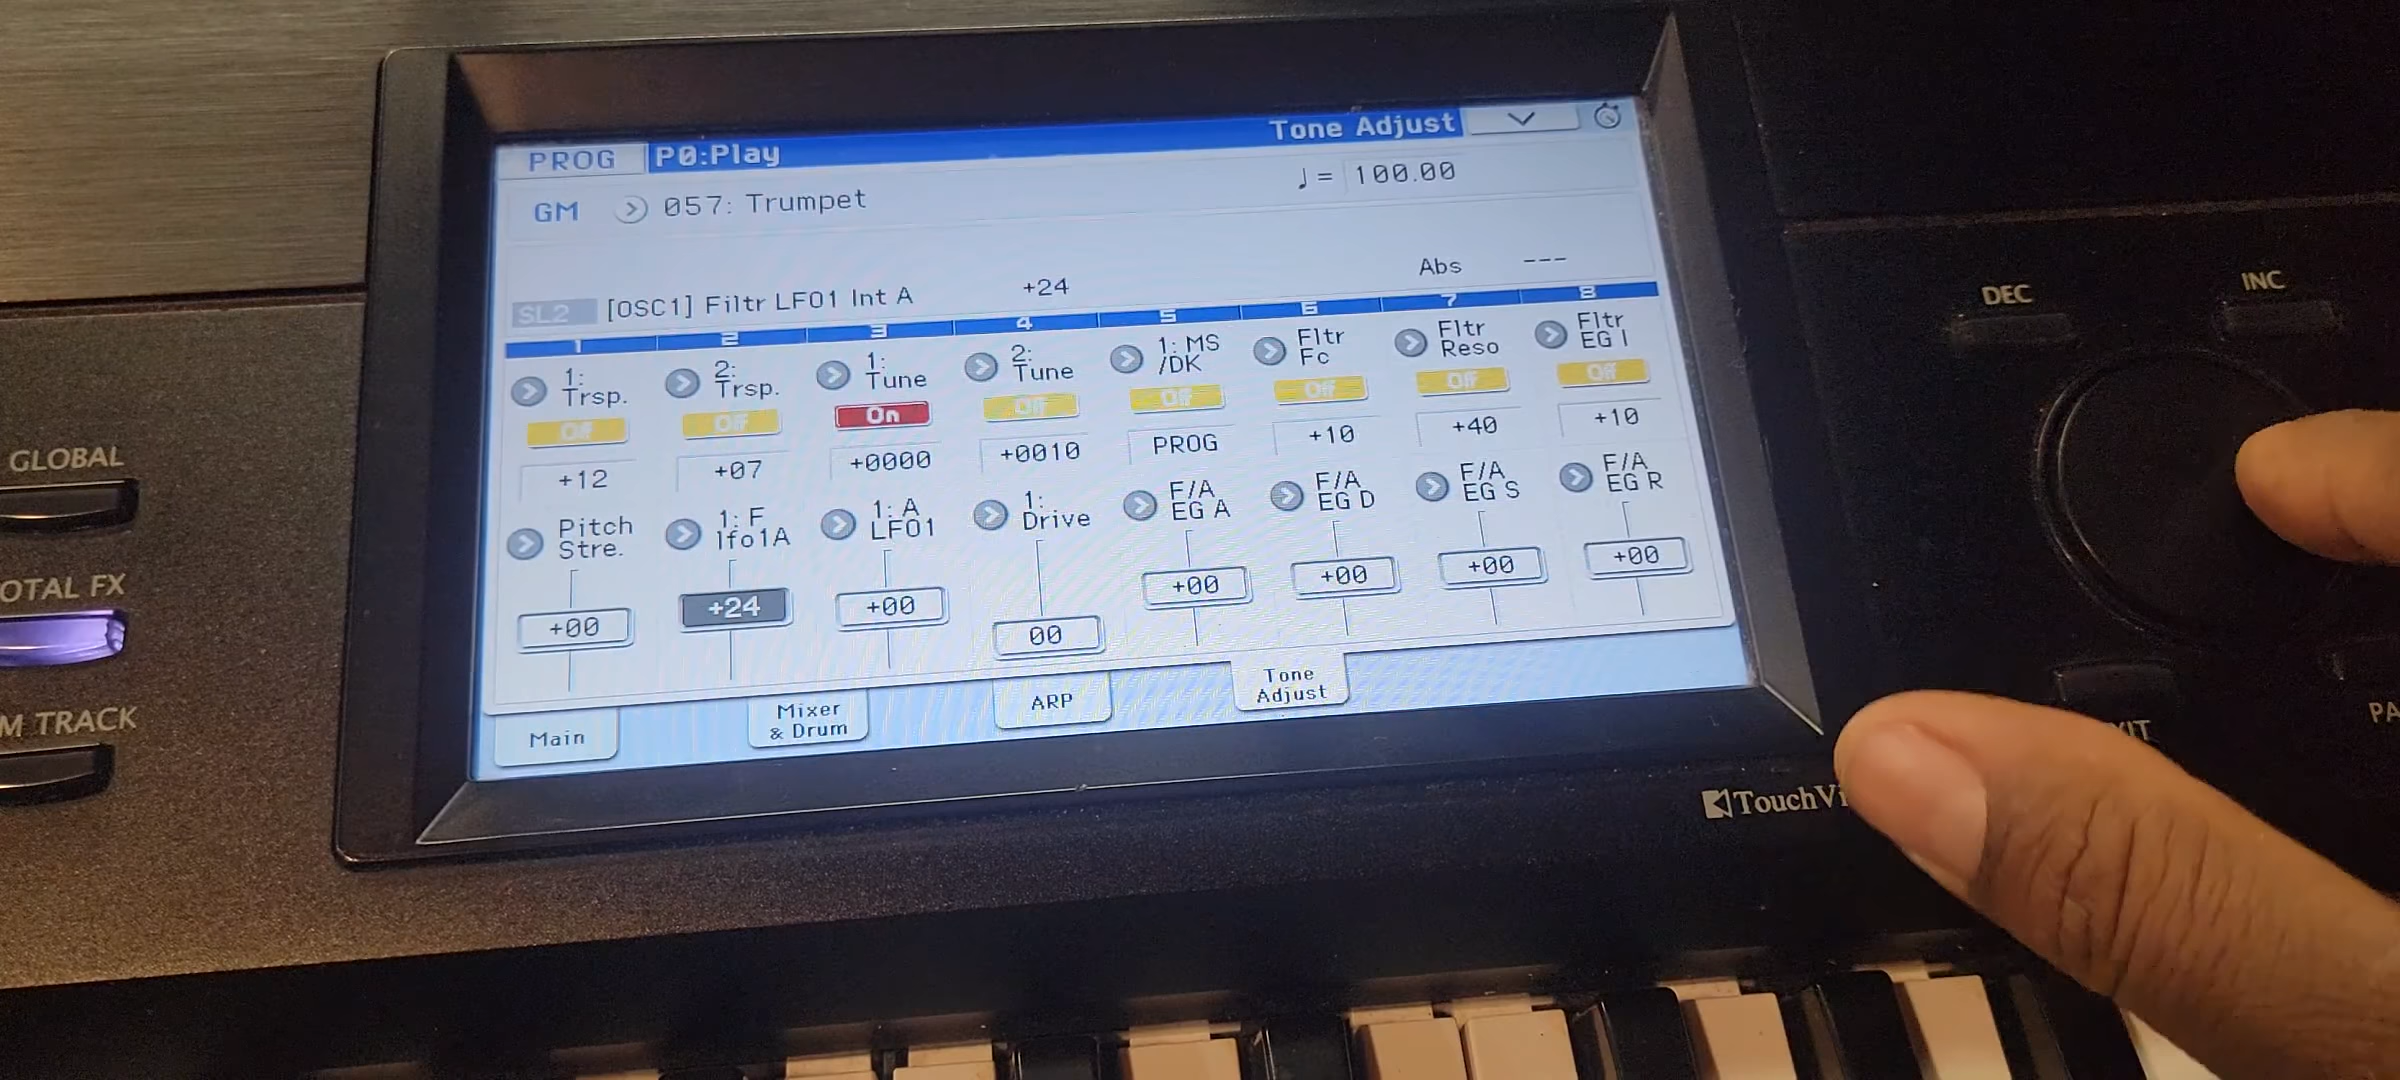 PROG P0:Play Tone Adjust
GM 057: Trumpet ♩= 100.00
SL2 [OSC1] Filtr LFO1 Int A +24 Abs ---
1 2 3 4 5 6 7 8
1: Trsp. 2: Trsp. 1: Tune 2: Tune 1: MS /DK Fltr Fc Fltr Reso Fltr EG I
Off Off On Off Off Off Off Off
+12 +07 +0000 +0010 PROG +10 +40 +10
Pitch Stre. 1: F lfo1A 1: A LFO1 1: Drive F/A EG A F/A EG D F/A EG S F/A EG R
+00 +24 +00 00 +00 +00 +00 +00
Main Mixer & Drum ARP Tone Adjust
GLOBAL
OTAL FX
M TRACK
DEC INC
IT
PA
TouchVi